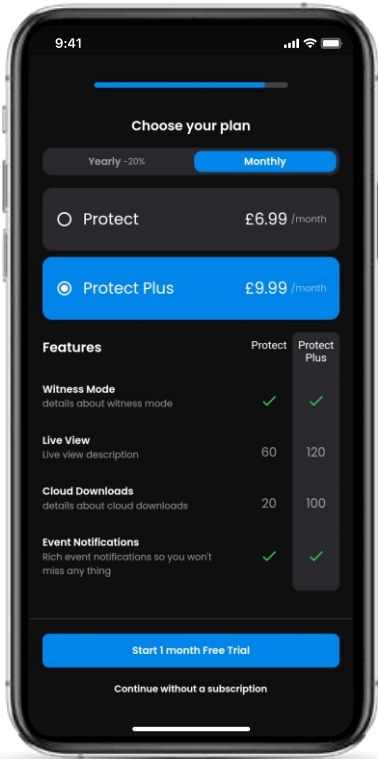 9:41
Choose your plan
Yearly -20% Monthly
Protect £6.99 /month
Protect Plus £9.99 /month
Features Protect Protect
Plus
Witness Mode
details about witness mode
Live View
Live view description
60 120
Cloud Downloads
details about cloud downloads
20 100
Event Notifications
Rich event notifications so you won't
miss any thing
Start 1 month Free Trial
Continue without a subscription